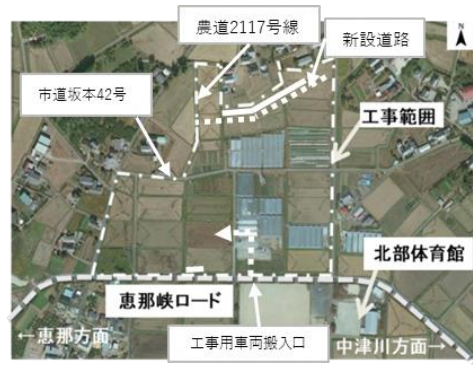 農道2117号線
新設道路
N
市道坂本42号
工事範囲
北部体育館
恵那峡ロード
←恵那方面
工事用車両搬入口
中津川方面→